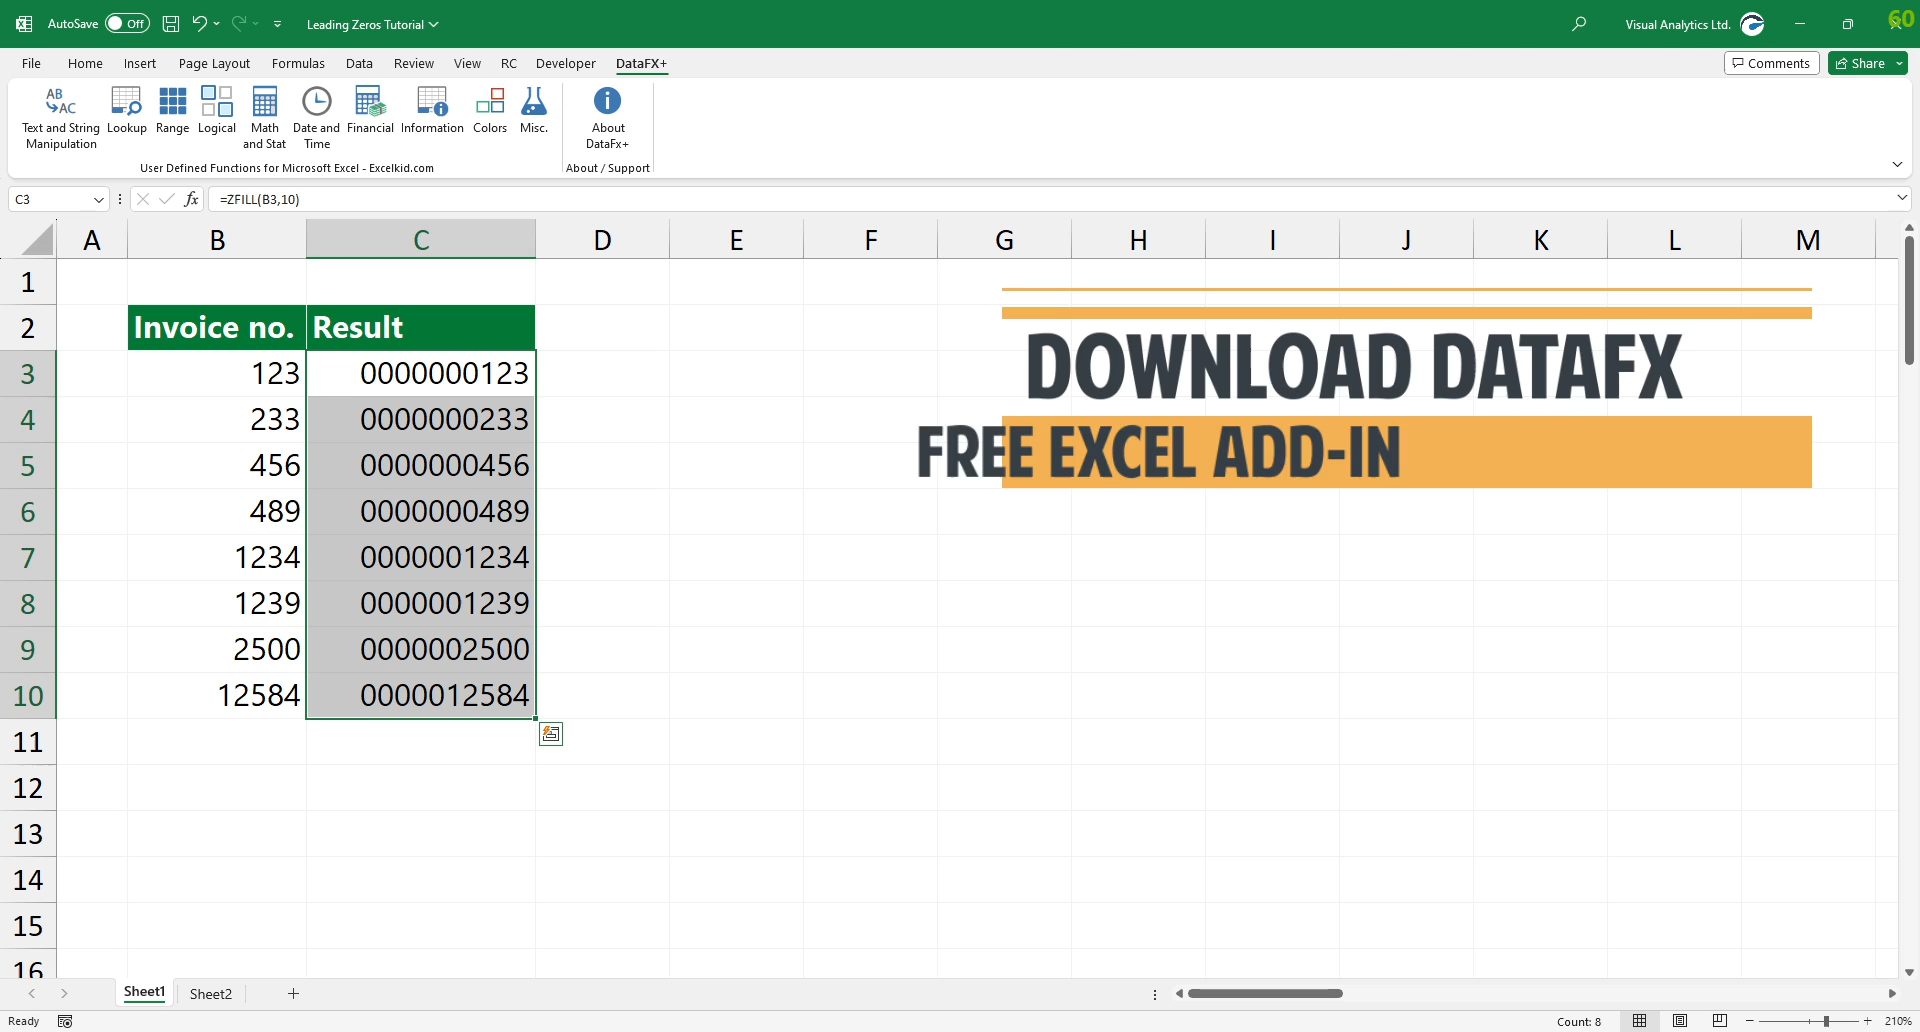 AutoSave Off Leading Zeros Tutorial Visual Analytics Ltd. 60
File Home Insert Page Layout Formulas Data Review View RC Developer DataFX+ Comments Share
AB
AC
Text and String Manipulation Lookup Range Logical Math and Stat Date and Time Financial Information Colors Misc. About DataFx+
User Defined Functions for Microsoft Excel - Excelkid.com About / Support
C3 fx =ZFILL(B3,10)
A B C D E F G H I J K L M
1
2 Invoice no. Result
3 123 0000000123
4 233 0000000233
5 456 0000000456
6 489 0000000489
7 1234 0000001234
8 1239 0000001239
9 2500 0000002500
10 12584 0000012584
11
12
13
14
15
16
DOWNLOAD DATAFX
FREE EXCEL ADD-IN
Sheet1 Sheet2
Ready Count: 8 210%